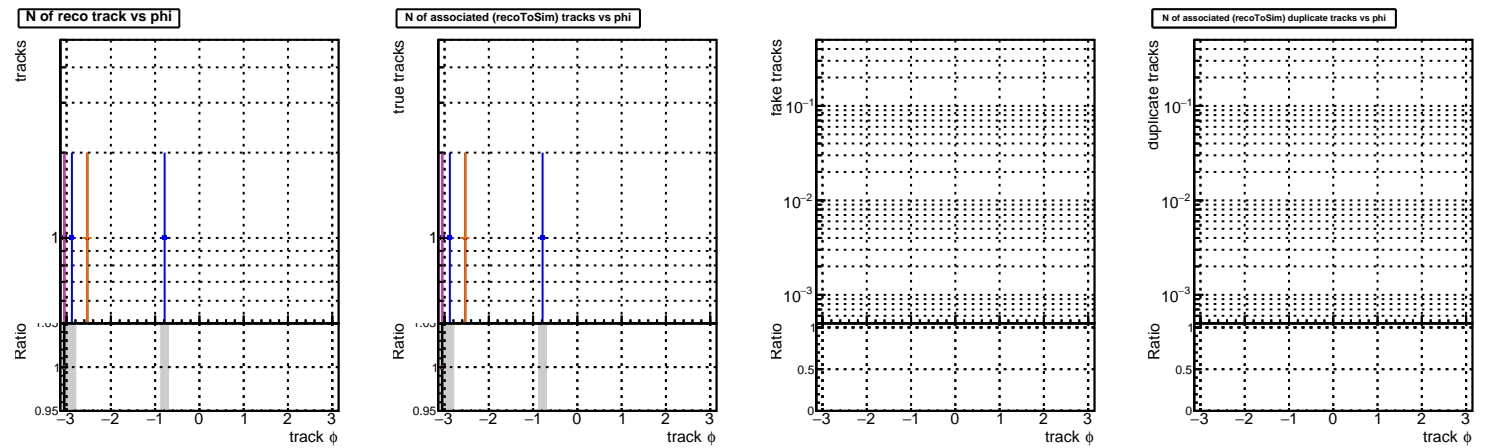 N of reco track vs phi
tracks
1
Ratio
1.05
1
0.95
−3 −2 −1 0 1 2 3
track ϕ
N of associated (recoToSim) tracks vs phi
true tracks
1
Ratio
1.05
1
0.95
−3 −2 −1 0 1 2 3
track ϕ
fake tracks
10−1
10−2
10−3
Ratio
1
0.5
0
−3 −2 −1 0 1 2 3
track ϕ
N of associated (recoToSim) duplicate tracks vs phi
duplicate tracks
10−1
10−2
10−3
Ratio
1
0.5
0
−3 −2 −1 0 1 2 3
track ϕ